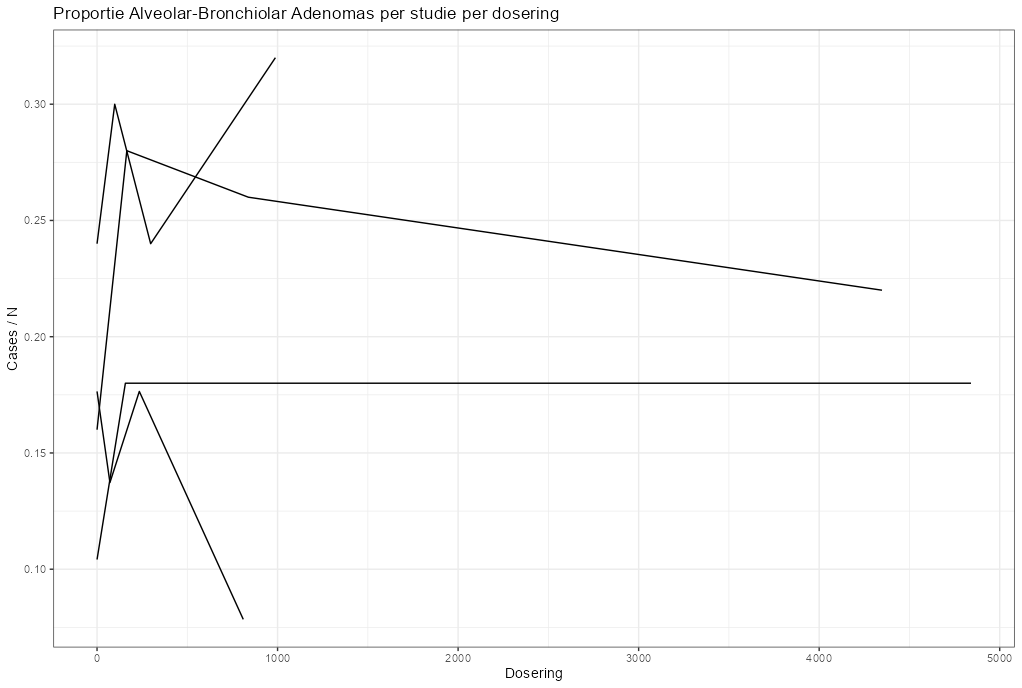 Proportie Alveolar-Bronchiolar Adenomas per studie per dosering
Cases / N
0.30
0.25
0.20
0.15
0.10
0 1000 2000 3000 4000 5000
Dosering